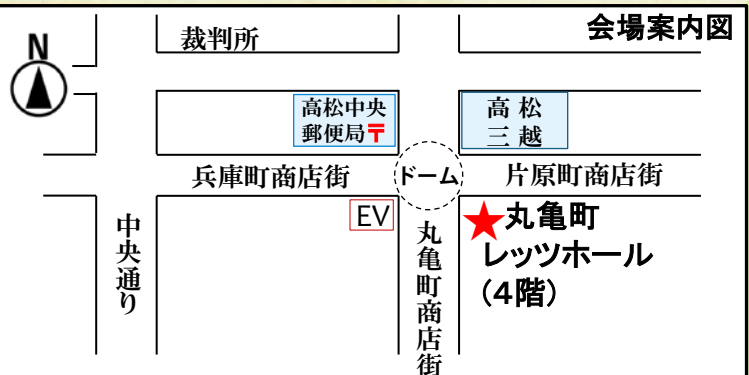 会場案内図
N
裁判所
高松中央
郵便局〒
高松
三越
兵庫町商店街
ドーム
片原町商店街
EV
中央通り
丸亀町商店街
★丸亀町
レッツホール
(4階)